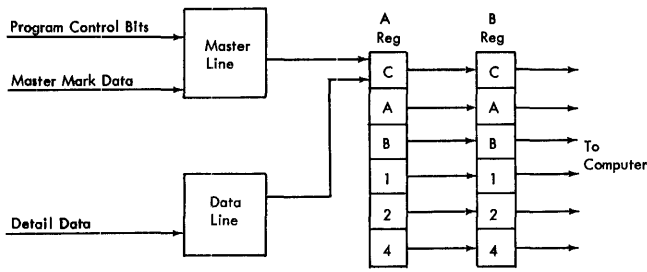 Program Control Bits
Master Mark Data
Master
Line
Detail Data
Data
Line
A
Reg
C
A
B
1
2
4
B
Reg
C
A
B
1
2
4
To
Computer